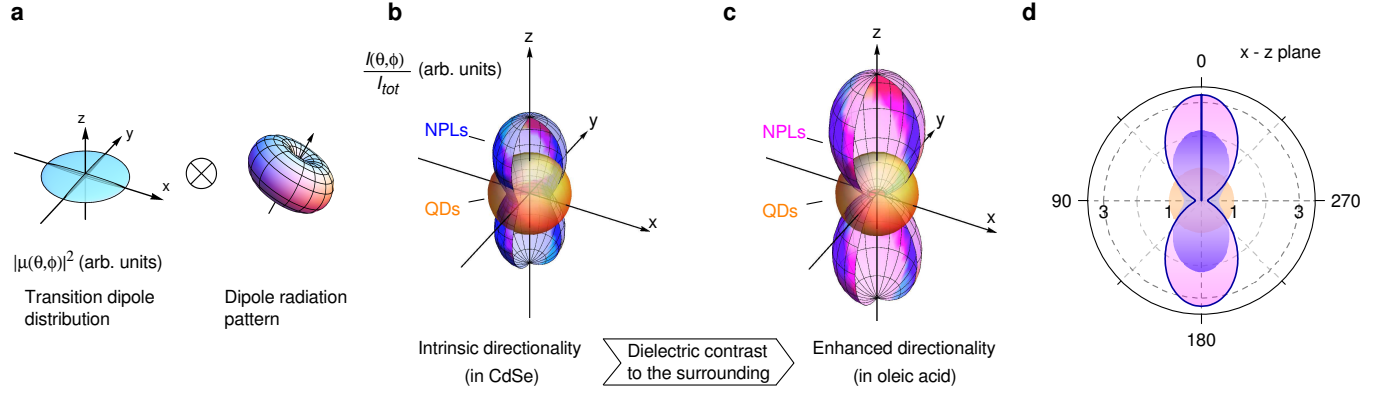 a
z
y
x
|μ(θ,ϕ)|² (arb. units)
Transition dipole
distribution
Dipole radiation
pattern
b
I(θ,ϕ)
I_tot
(arb. units)
z
y
x
NPLs
QDs
Intrinsic directionality
(in CdSe)
Dielectric contrast
to the surrounding
c
z
y
x
NPLs
QDs
Enhanced directionality
(in oleic acid)
d
x - z plane
0
90
3
1
1
3
270
180